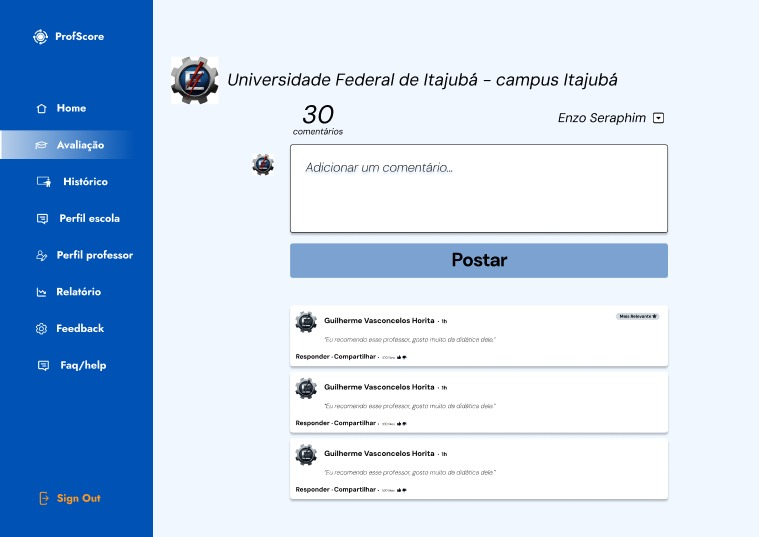 ProfScore
Home
Avaliação
Histórico
Perfil escola
Perfil professor
Relatório
Feedback
Faq/help
Sign Out
Universidade Federal de Itajubá - campus Itajubá
30
comentários
Enzo Seraphim
Adicionar um comentário...
Postar
Guilherme Vasconcelos Horita • 1h
Mais Relevante
"Eu recomendo esse professor, gosto muito da didática dele."
Responder • Compartilhar •
Guilherme Vasconcelos Horita • 1h
"Eu recomendo esse professor, gosto muito da didática dele."
Responder • Compartilhar •
Guilherme Vasconcelos Horita • 1h
"Eu recomendo esse professor, gosto muito da didática dele."
Responder • Compartilhar •